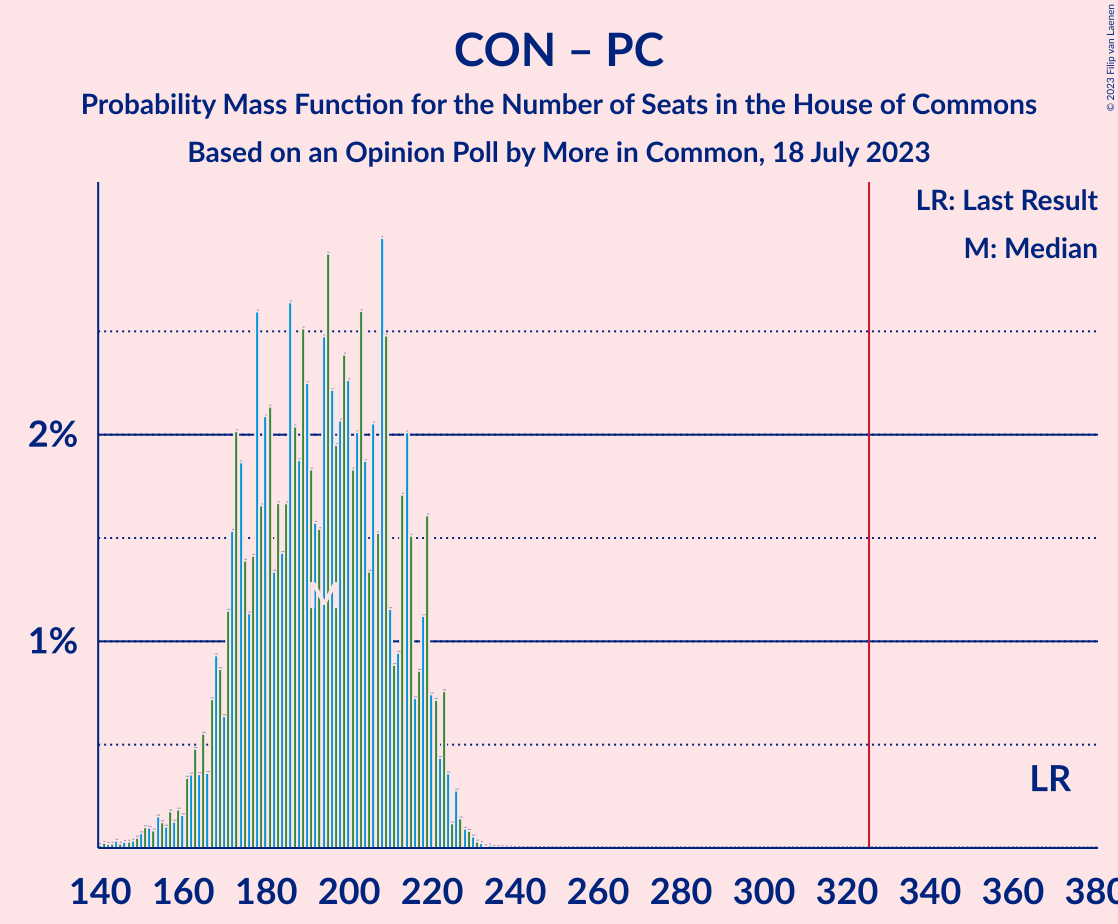 CON – PC
Probability Mass Function for the Number of Seats in the House of Commons
Based on an Opinion Poll by More in Common, 18 July 2023
© 2023 Filip van Laenen
LR: Last Result
M: Median
2%
1%
M
LR
140 160 180 200 220 240 260 280 300 320 340 360 380